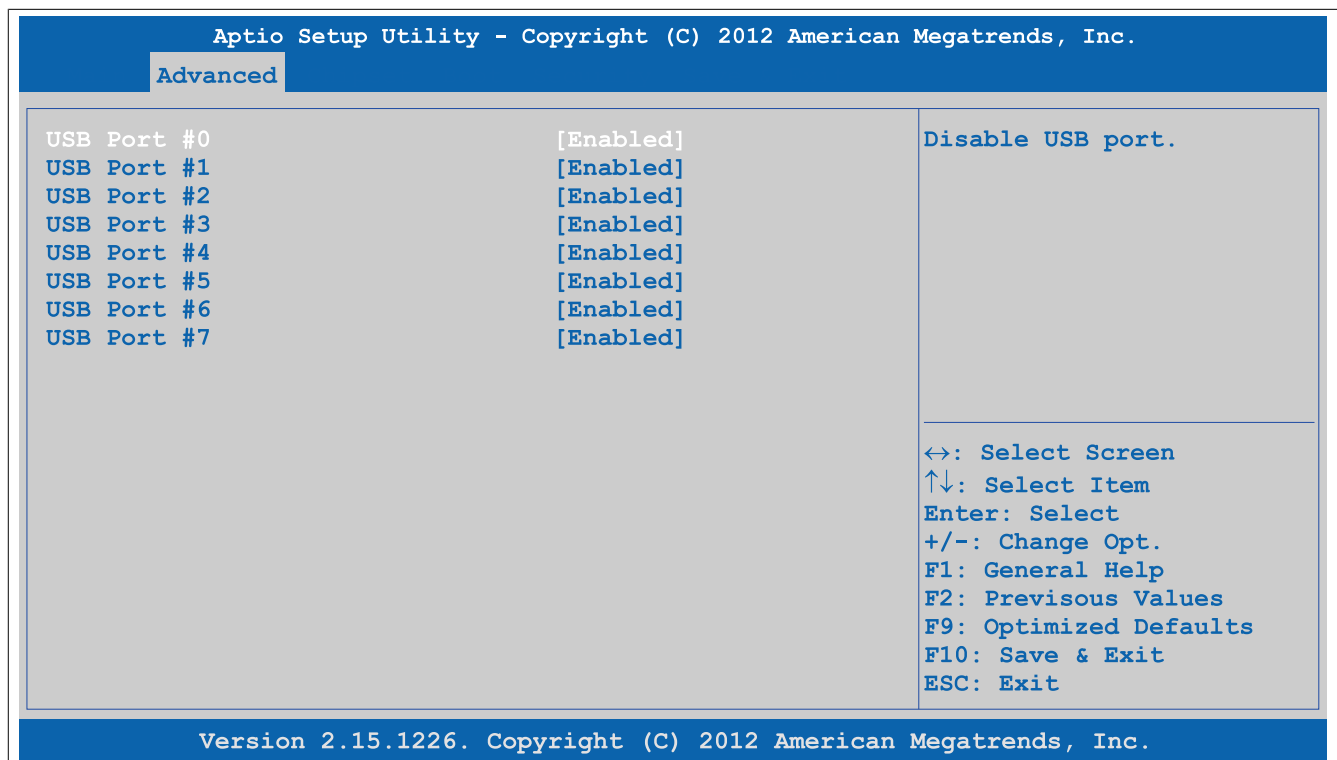 Aptio Setup Utility - Copyright (C) 2012 American Megatrends, Inc.
Advanced
USB Port #0 [Enabled]
USB Port #1 [Enabled]
USB Port #2 [Enabled]
USB Port #3 [Enabled]
USB Port #4 [Enabled]
USB Port #5 [Enabled]
USB Port #6 [Enabled]
USB Port #7 [Enabled]
Disable USB port.
↔: Select Screen
↑↓: Select Item
Enter: Select
+/-: Change Opt.
F1: General Help
F2: Previsous Values
F9: Optimized Defaults
F10: Save & Exit
ESC: Exit
Version 2.15.1226. Copyright (C) 2012 American Megatrends, Inc.